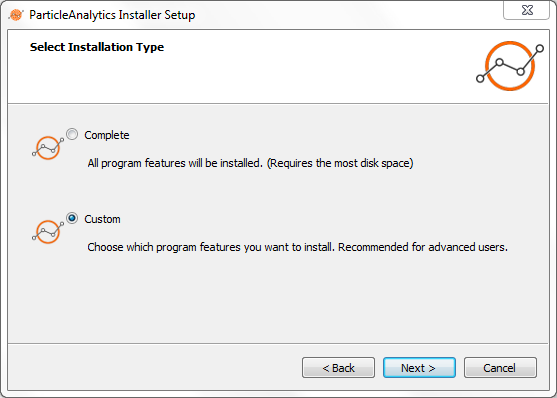 ParticleAnalytics Installer Setup
Select Installation Type
Complete
All program features will be installed. (Requires the most disk space)
Custom
Choose which program features you want to install. Recommended for advanced users.
< Back Next > Cancel